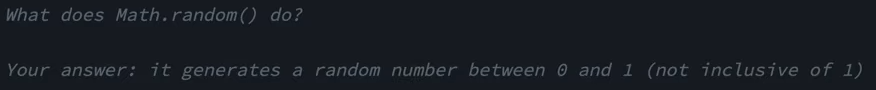 What does Math.random() do?
Your answer: it generates a random number between 0 and 1 (not inclusive of 1)